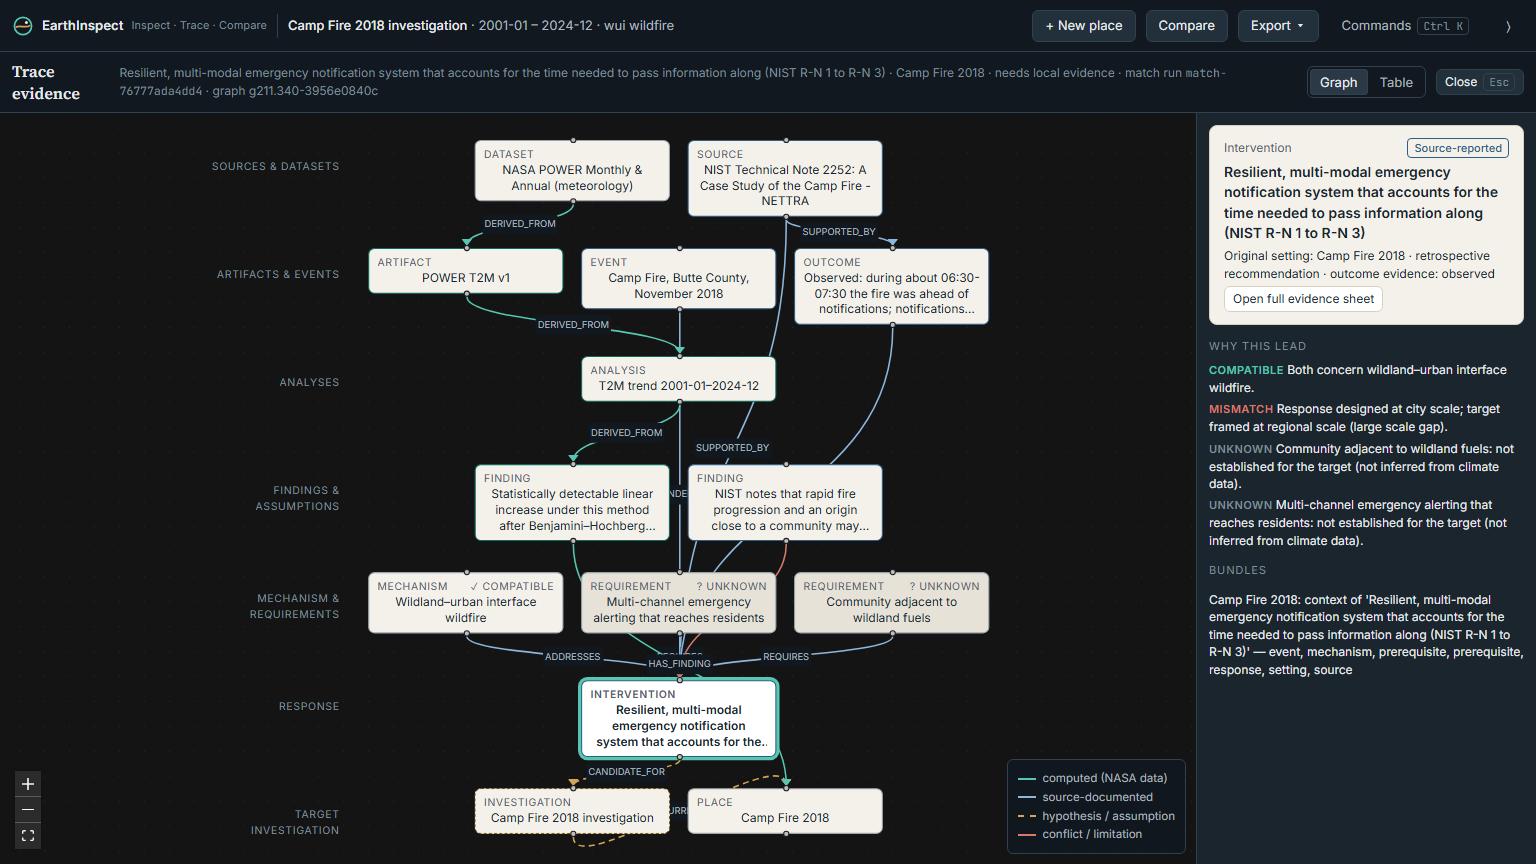 EarthInspect Inspect · Trace · Compare Camp Fire 2018 investigation · 2001-01 – 2024-12 · wui wildfire + New place Compare Export Commands Ctrl K
Trace evidence
Resilient, multi-modal emergency notification system that accounts for the time needed to pass information along (NIST R-N 1 to R-N 3) · Camp Fire 2018 · needs local evidence · match run match-
76777ada4dd4 · graph g211.340-3956e0840c
Graph Table Close Esc
SOURCES & DATASETS
DATASET
NASA POWER Monthly &
Annual (meteorology)
SOURCE
NIST Technical Note 2252: A
Case Study of the Camp Fire -
NETTRA
DERIVED_FROM
SUPPORTED_BY
ARTIFACTS & EVENTS
ARTIFACT
POWER T2M v1
EVENT
Camp Fire, Butte County,
November 2018
OUTCOME
Observed: during about 06:30-
07:30 the fire was ahead of
notifications; notifications...
DERIVED_FROM
ANALYSES
ANALYSIS
T2M trend 2001-01–2024-12
DERIVED_FROM
SUPPORTED_BY
FINDINGS &
ASSUMPTIONS
FINDING
Statistically detectable linear
increase under this method
after Benjamini–Hochberg...
FINDING
NIST notes that rapid fire
progression and an origin
close to a community may...
MECHANISM &
REQUIREMENTS
MECHANISM ✓ COMPATIBLE
Wildland–urban interface
wildfire
REQUIREMENT ? UNKNOWN
Multi-channel emergency
alerting that reaches residents
REQUIREMENT ? UNKNOWN
Community adjacent to
wildland fuels
ADDRESSES
HAS_FINDING
REQUIRES
RESPONSE
INTERVENTION
Resilient, multi-modal
emergency notification
system that accounts for the..
CANDIDATE_FOR
TARGET
INVESTIGATION
INVESTIGATION
Camp Fire 2018 investigation
PLACE
Camp Fire 2018
computed (NASA data)
source-documented
hypothesis / assumption
conflict / limitation
Intervention Source-reported
Resilient, multi-modal emergency
notification system that accounts for the
time needed to pass information along
(NIST R-N 1 to R-N 3)
Original setting: Camp Fire 2018 · retrospective
recommendation · outcome evidence: observed
Open full evidence sheet
WHY THIS LEAD
COMPATIBLE Both concern wildland–urban interface
wildfire.
MISMATCH Response designed at city scale; target
framed at regional scale (large scale gap).
UNKNOWN Community adjacent to wildland fuels: not
established for the target (not inferred from climate
data).
UNKNOWN Multi-channel emergency alerting that
reaches residents: not established for the target (not
inferred from climate data).
BUNDLES
Camp Fire 2018: context of 'Resilient, multi-modal
emergency notification system that accounts for the
time needed to pass information along (NIST R-N 1 to
R-N 3)' — event, mechanism, prerequisite, prerequisite,
response, setting, source